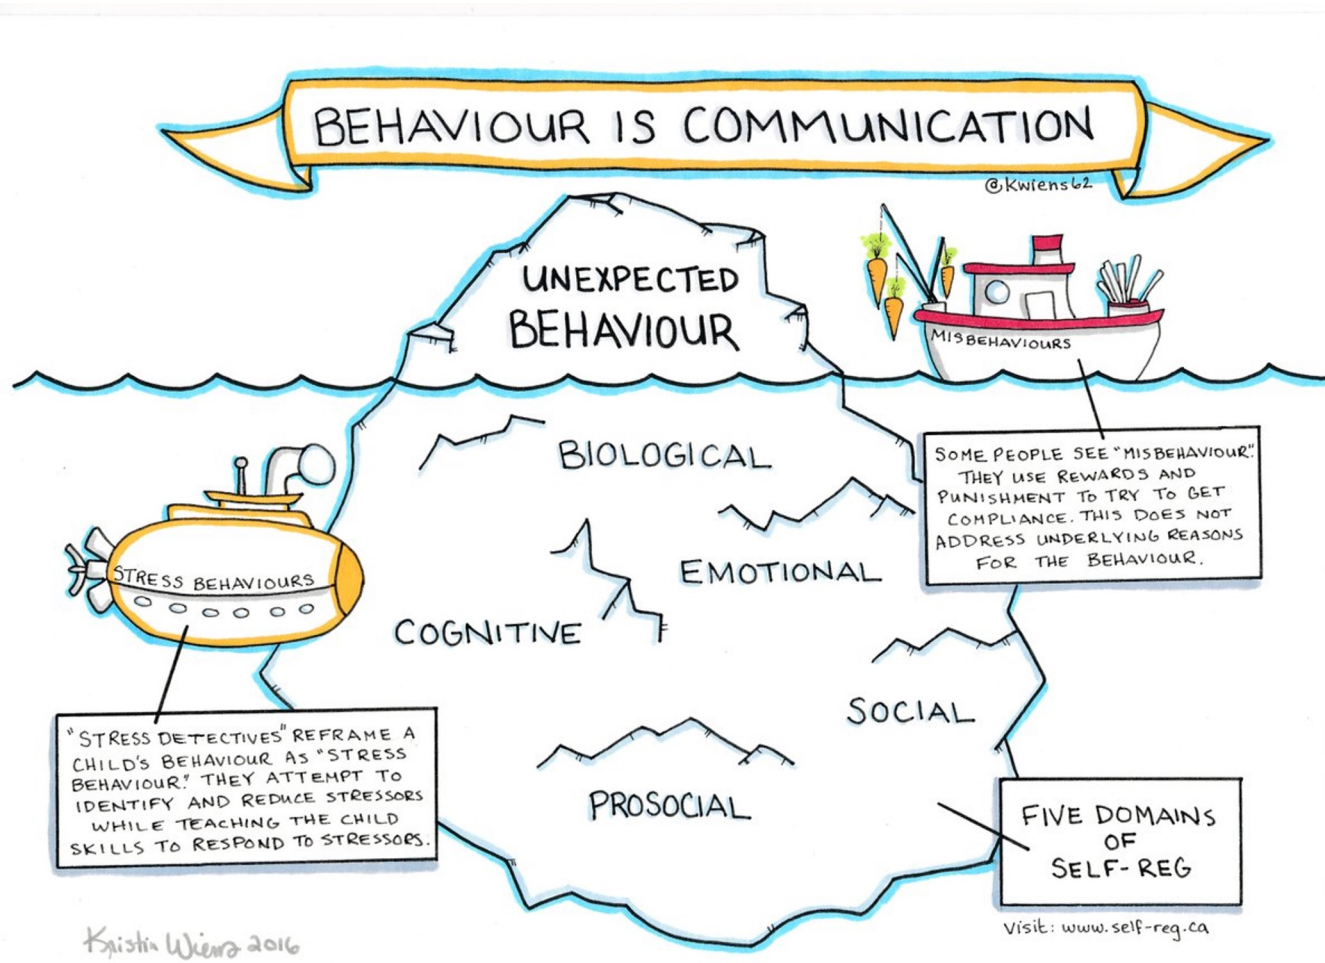 BEHAVIOUR IS COMMUNICATION
@kwiens62
UNEXPECTED
BEHAVIOUR
MISBEHAVIOURS
BIOLOGICAL
SOME PEOPLE SEE "MISBEHAVIOUR".
THEY USE REWARDS AND
PUNISHMENT TO TRY TO GET
COMPLIANCE. THIS DOES NOT
ADDRESS UNDERLYING REASONS
FOR THE BEHAVIOUR.
EMOTIONAL
STRESS BEHAVIOURS
COGNITIVE
SOCIAL
"STRESS DETECTIVES" REFRAME A
CHILD'S BEHAVIOUR AS "STRESS
BEHAVIOUR." THEY ATTEMPT TO
IDENTIFY AND REDUCE STRESSORS
WHILE TEACHING THE CHILD
SKILLS TO RESPOND TO STRESSORS.
PROSOCIAL
FIVE DOMAINS
OF
SELF-REG
Visit: www.self-reg.ca
Kristin Wiens 2016